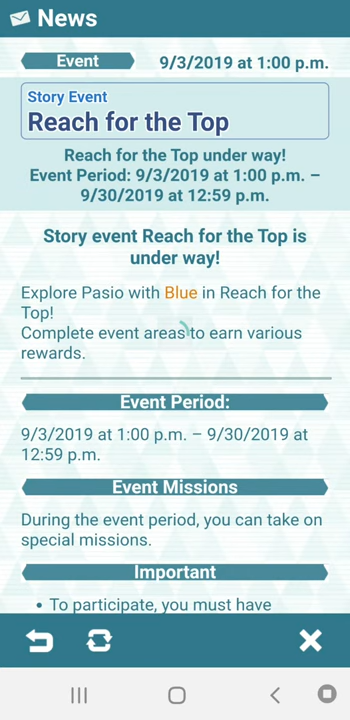 News
Event
9/3/2019 at 1:00 p.m.
Story Event
Reach for the Top
Reach for the Top under way!
Event Period: 9/3/2019 at 1:00 p.m. –
9/30/2019 at 12:59 p.m.
Story event Reach for the Top is
under way!
Explore Pasio with Blue in Reach for the
Top!
Complete event areas to earn various
rewards.
Event Period:
9/3/2019 at 1:00 p.m. – 9/30/2019 at
12:59 p.m.
Event Missions
During the event period, you can take on
special missions.
Important
• To participate, you must have